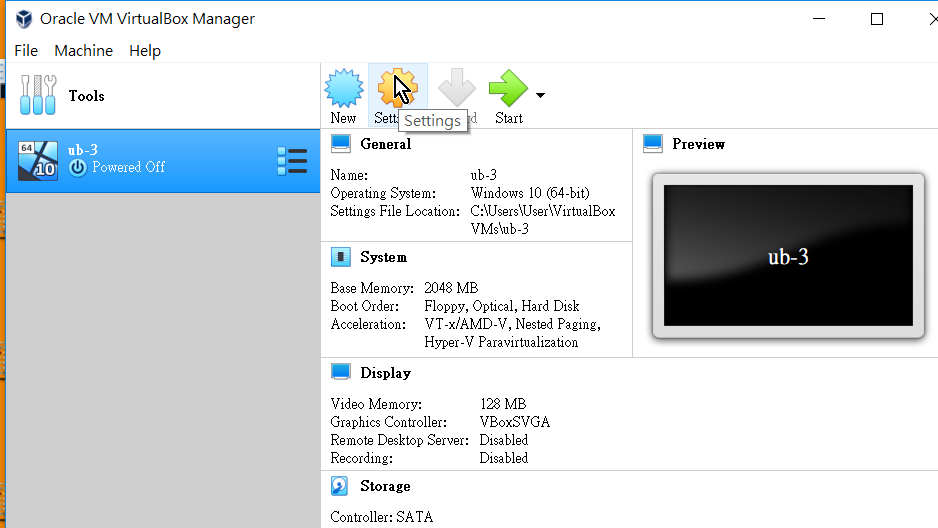 Oracle VM VirtualBox Manager
File Machine Help
Tools
New
Settings
Start
64
10
ub-3
Powered Off
General
Name: ub-3
Operating System: Windows 10 (64-bit)
Settings File Location: C:\Users\User\VirtualBox
VMs\ub-3
Preview
ub-3
System
Base Memory: 2048 MB
Boot Order: Floppy, Optical, Hard Disk
Acceleration: VT-x/AMD-V, Nested Paging,
Hyper-V Paravirtualization
Display
Video Memory: 128 MB
Graphics Controller: VBoxSVGA
Remote Desktop Server: Disabled
Recording: Disabled
Storage
Controller: SATA